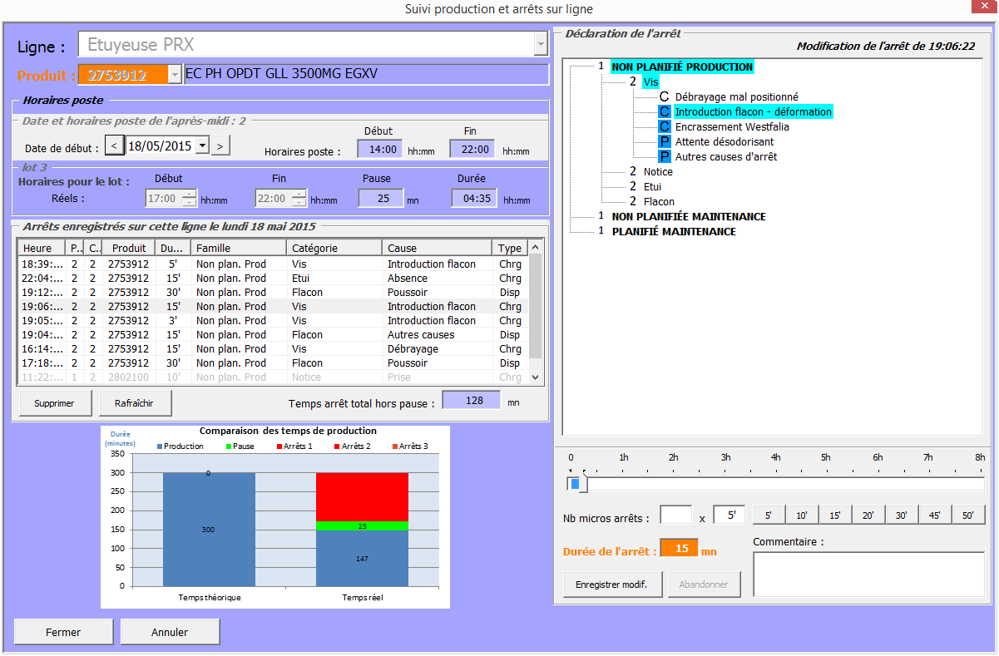 Suivi production et arrêts sur ligne
Ligne : Etuyeuse PRX
Produit : 2753912 EC PH OPDT GLL 3500MG EGXV
Horaires poste
Date et horaires poste de l'après-midi : 2
Début Fin
Date de début : < 18/05/2015 > Horaires poste : 14:00 hh:mm 22:00 hh:mm
lot 3
Horaires pour le lot : Début Fin Pause Durée
Réels : 17:00 hh:mm 22:00 hh:mm 25 mn 04:35 hh:mm
Arrêts enregistrés sur cette ligne le lundi 18 mai 2015
Heure P.. C.. Produit Du... Famille Catégorie Cause Type
18:39:... 2 2 2753912 5' Non plan. Prod Vis Introduction flacon Chrg
22:04:... 2 2 2753912 15' Non plan. Prod Etui Absence Chrg
19:12:... 2 2 2753912 30' Non plan. Prod Flacon Poussoir Disp
19:06:... 2 2 2753912 15' Non plan. Prod Vis Introduction flacon Chrg
19:05:... 2 2 2753912 3' Non plan. Prod Vis Introduction flacon Chrg
19:04:... 2 2 2753912 15' Non plan. Prod Flacon Autres causes Disp
16:14:... 2 2 2753912 15' Non plan. Prod Vis Débrayage Chrg
17:18:... 2 2 2753912 30' Non plan. Prod Flacon Poussoir Disp
11:22:... 1 2 2802100 10' Non plan. Prod Notice Prise Chrg
Supprimer Rafraîchir Temps arrêt total hors pause : 128 mn
Comparaison des temps de production
Durée
(minutes)
Production Pause Arrêts 1 Arrêts 2 Arrêts 3
350
300
250
200
150
100
50
0
0
300
25
147
Temps théorique Temps réel
Fermer Annuler
Déclaration de l'arrêt
Modification de l'arrêt de 19:06:22
1 NON PLANIFIÉ PRODUCTION
2 Vis
C Débrayage mal positionné
C Introduction flacon - déformation
C Encrassement Westfalia
P Attente désodorisant
P Autres causes d'arrêt
2 Notice
2 Etui
2 Flacon
1 NON PLANIFIÉE MAINTENANCE
1 PLANIFIÉ MAINTENANCE
0 1h 2h 3h 4h 5h 6h 7h 8h
Nb micros arrêts : x 5' 5' 10' 15' 20' 30' 45' 50'
Durée de l'arrêt : 15 mn Commentaire :
Enregistrer modif. Abandonner